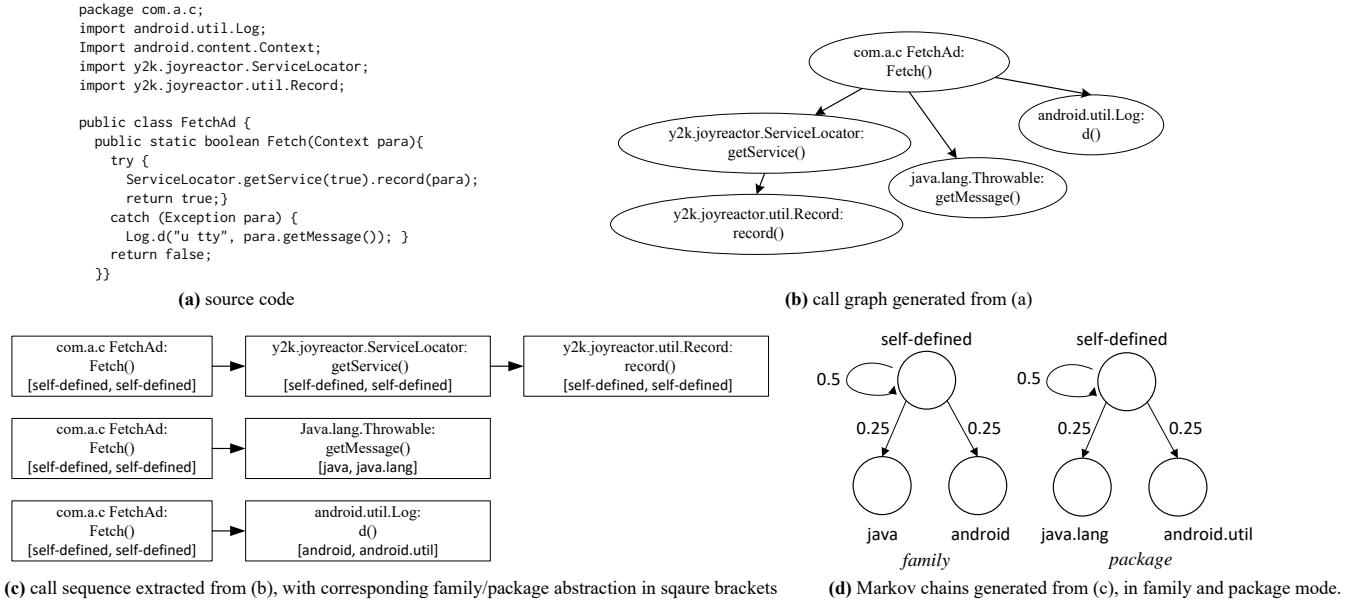 package com.a.c;
import android.util.Log;
Import android.content.Context;
import y2k.joyreactor.ServiceLocator;
import y2k.joyreactor.util.Record;
public class FetchAd {
public static boolean Fetch(Context para){
try {
ServiceLocator.getService(true).record(para);
return true;}
catch (Exception para) {
Log.d("u tty", para.getMessage()); }
return false;
}}
(a) source code
com.a.c FetchAd:
Fetch()
android.util.Log:
d()
y2k.joyreactor.ServiceLocator:
getService()
java.lang.Throwable:
getMessage()
y2k.joyreactor.util.Record:
record()
(b) call graph generated from (a)
com.a.c FetchAd:
Fetch()
[self-defined, self-defined]
y2k.joyreactor.ServiceLocator:
getService()
[self-defined, self-defined]
y2k.joyreactor.util.Record:
record()
[self-defined, self-defined]
com.a.c FetchAd:
Fetch()
[self-defined, self-defined]
Java.lang.Throwable:
getMessage()
[java, java.lang]
com.a.c FetchAd:
Fetch()
[self-defined, self-defined]
android.util.Log:
d()
[android, android.util]
(c) call sequence extracted from (b), with corresponding family/package abstraction in sqaure brackets
self-defined
0.5
0.25
0.25
java
android
family
self-defined
0.5
0.25
0.25
java.lang
android.util
package
(d) Markov chains generated from (c), in family and package mode.